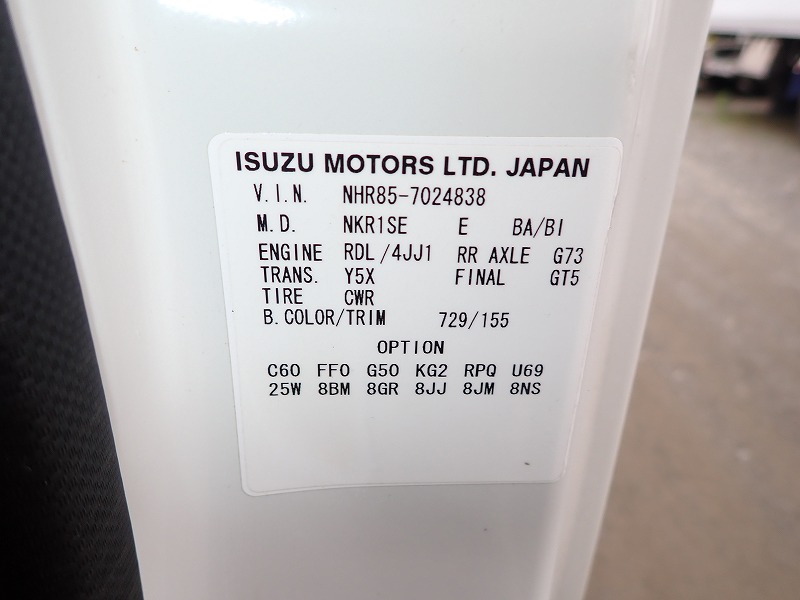 ISUZU MOTORS LTD. JAPAN
V.I.N. NHR85-7024838
M.D. NKR1SE E BA/BI
ENGINE RDL/4JJ1 RR AXLE G73
TRANS. Y5X FINAL GT5
TIRE CWR
B.COLOR/TRIM 729/155
OPTION
C60 FF0 G50 KG2 RPQ U69
25W 8BM 8GR 8JJ 8JM 8NS